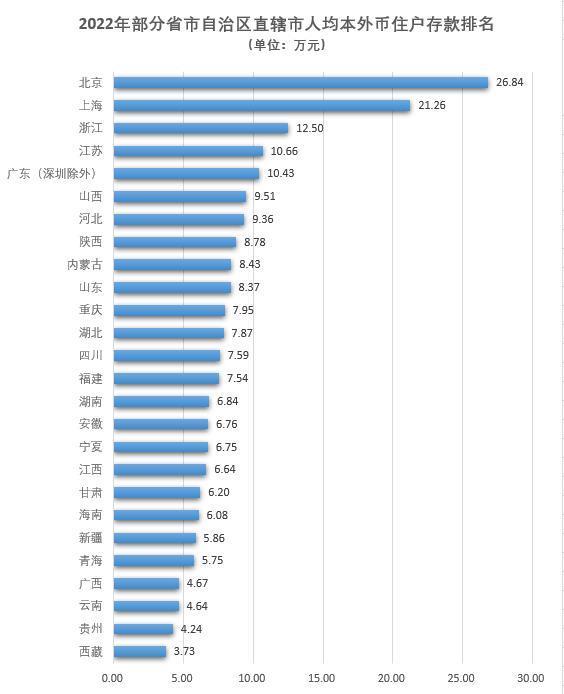 2022年部分省市自治区直辖市人均本外币住户存款排名
(单位：万元)
北京 26.84
上海 21.26
浙江 12.50
江苏 10.66
广东（深圳除外） 10.43
山西 9.51
河北 9.36
陕西 8.78
内蒙古 8.43
山东 8.37
重庆 7.95
湖北 7.87
四川 7.59
福建 7.54
湖南 6.84
安徽 6.76
宁夏 6.75
江西 6.64
甘肃 6.20
海南 6.08
新疆 5.86
青海 5.75
广西 4.67
云南 4.64
贵州 4.24
西藏 3.73
0.00 5.00 10.00 15.00 20.00 25.00 30.00